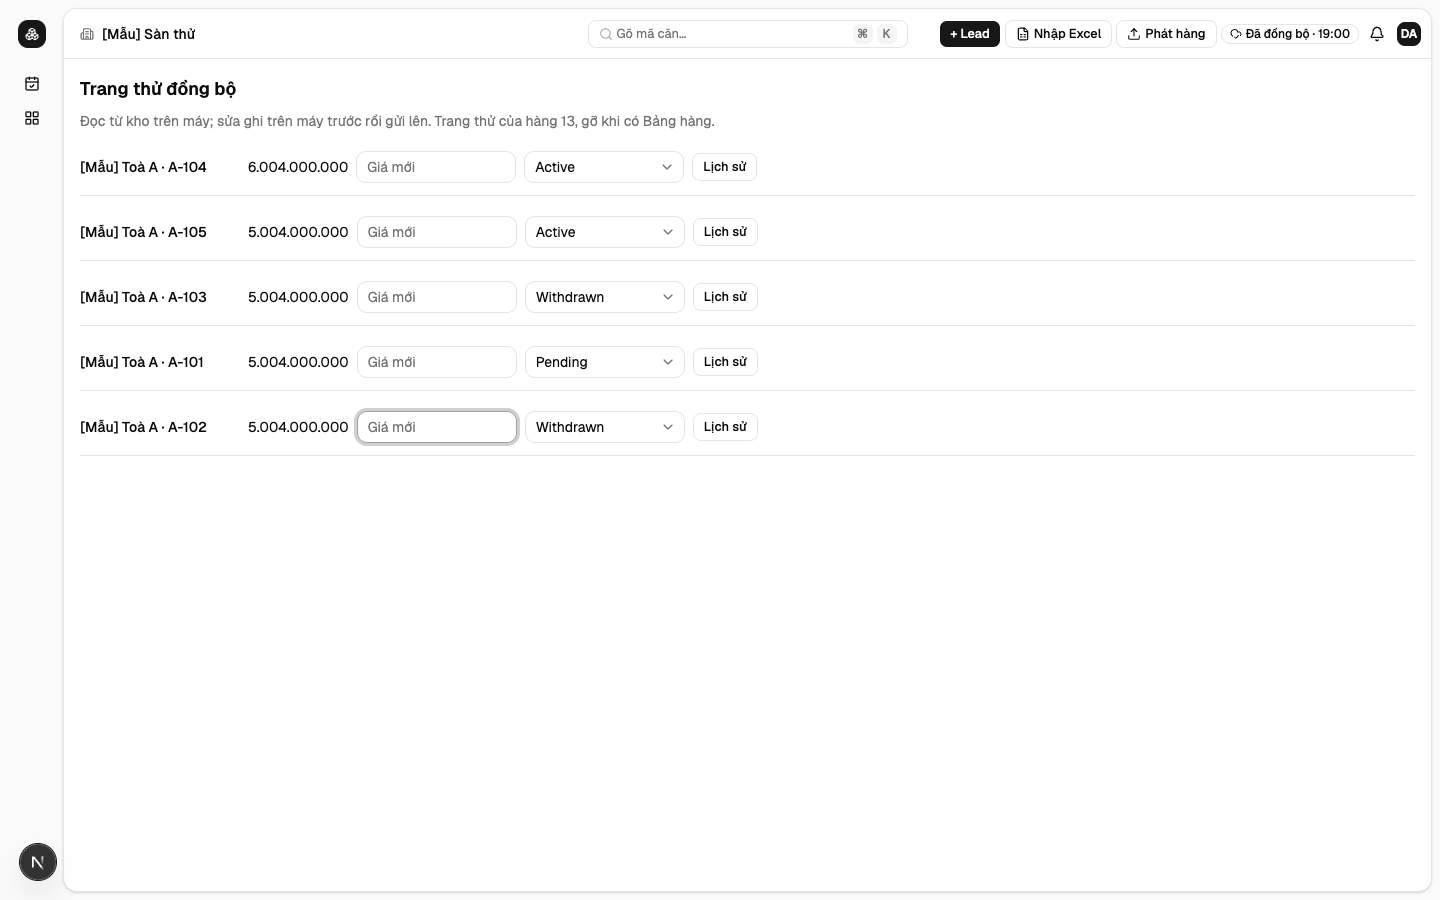 [Mẫu] Sàn thử
Gõ mã căn... ⌘ K
+ Lead
Nhập Excel
Phát hàng
Đã đồng bộ · 19:00
DA
Trang thử đồng bộ
Đọc từ kho trên máy; sửa ghi trên máy trước rồi gửi lên. Trang thử của hàng 13, gỡ khi có Bảng hàng.
[Mẫu] Toà A · A-104 6.004.000.000 Giá mới Active Lịch sử
[Mẫu] Toà A · A-105 5.004.000.000 Giá mới Active Lịch sử
[Mẫu] Toà A · A-103 5.004.000.000 Giá mới Withdrawn Lịch sử
[Mẫu] Toà A · A-101 5.004.000.000 Giá mới Pending Lịch sử
[Mẫu] Toà A · A-102 5.004.000.000 Giá mới Withdrawn Lịch sử
N